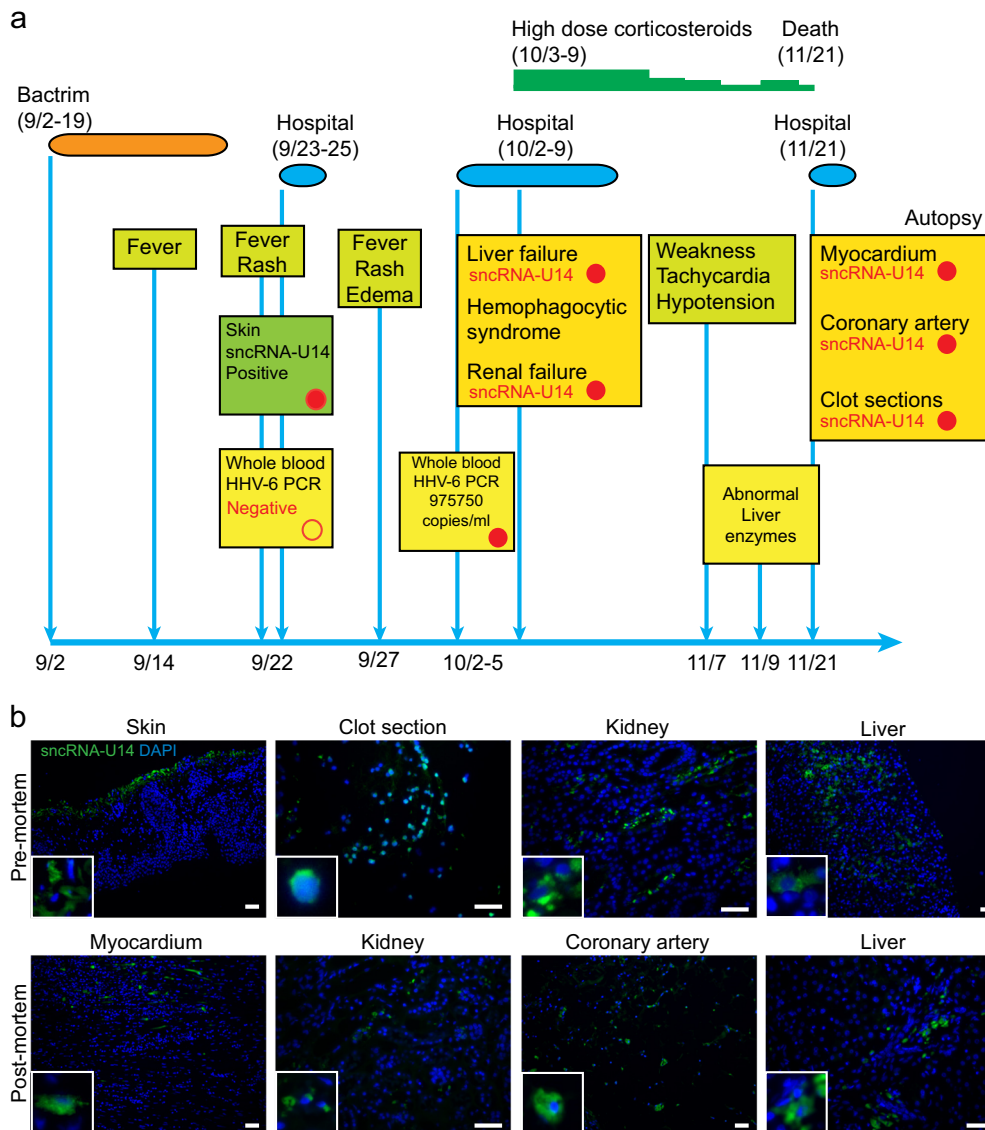 a
High dose corticosteroids
(10/3-9)
Death
(11/21)
Bactrim
(9/2-19)
Hospital
(9/23-25)
Hospital
(10/2-9)
Hospital
(11/21)
Autopsy
Fever
Fever
Rash
Fever
Rash
Edema
Liver failure
sncRNA-U14
Hemophagocytic
syndrome
Renal failure
sncRNA-U14
Weakness
Tachycardia
Hypotension
Myocardium
sncRNA-U14
Coronary artery
sncRNA-U14
Clot sections
sncRNA-U14
Skin
sncRNA-U14
Positive
Whole blood
HHV-6 PCR
Negative
Whole blood
HHV-6 PCR
975750
copies/ml
Abnormal
Liver
enzymes
9/2
9/14
9/22
9/27
10/2-5
11/7
11/9
11/21
b
Skin
Clot section
Kidney
Liver
Pre-mortem
sncRNA-U14 DAPI
Myocardium
Kidney
Coronary artery
Liver
Post-mortem